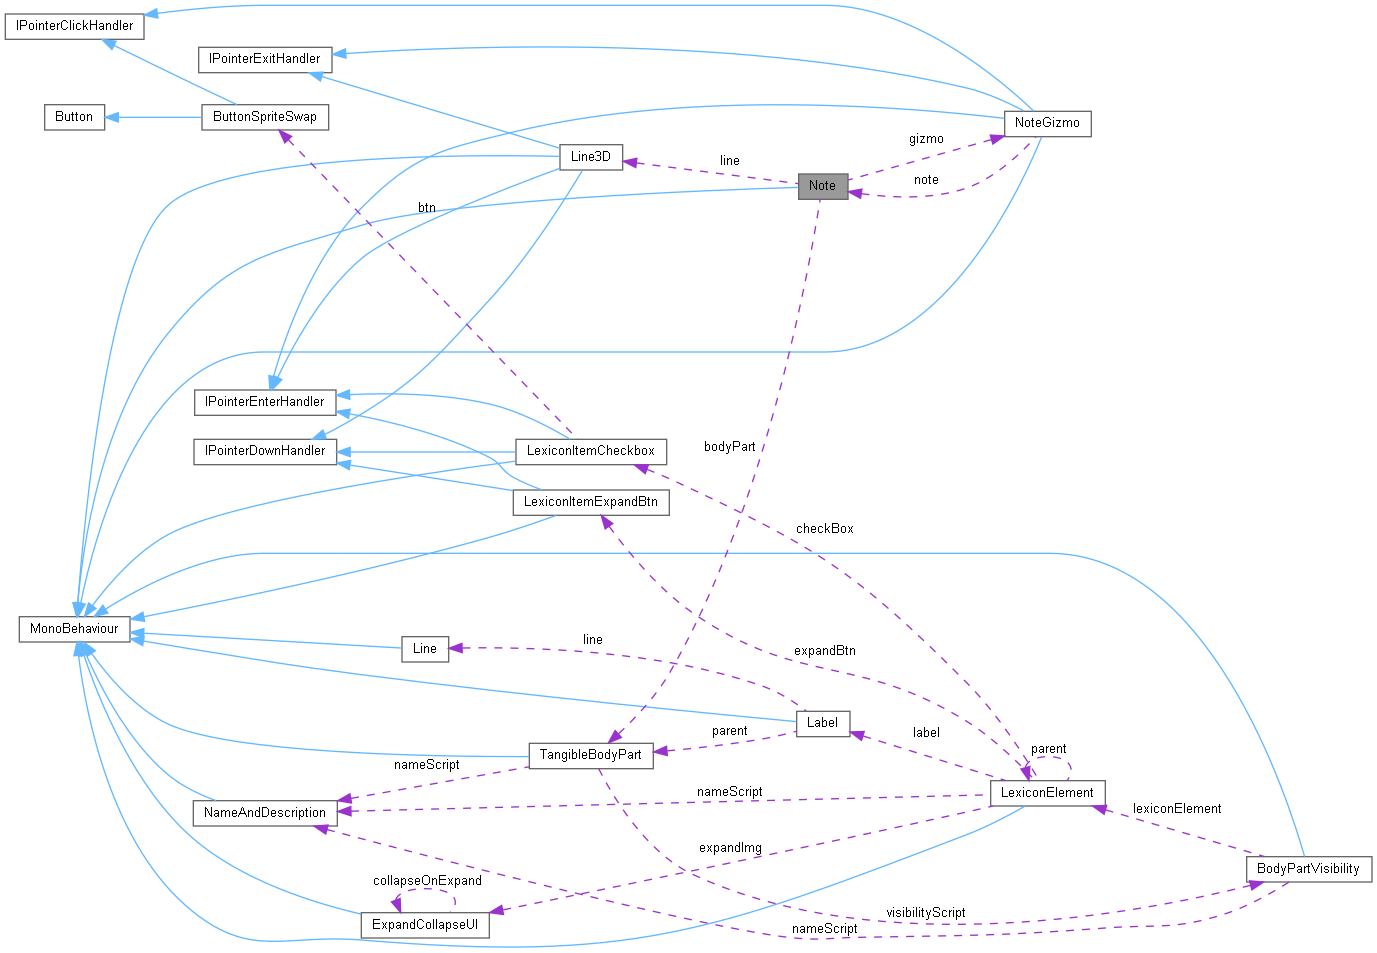 IPointerClickHandler
IPointerExitHandler
Button
ButtonSpriteSwap
NoteGizmo
gizmo
Line3D
line
Note
note
btn
IPointerEnterHandler
IPointerDownHandler
LexiconItemCheckbox
bodyPart
LexiconItemExpandBtn
checkBox
MonoBehaviour
Line
line
expandBtn
Label
parent
label
TangibleBodyPart
parent
nameScript
nameScript
LexiconElement
NameAndDescription
lexiconElement
expandImg
BodyPartVisibility
collapseOnExpand
visibilityScript
ExpandCollapseUI
nameScript